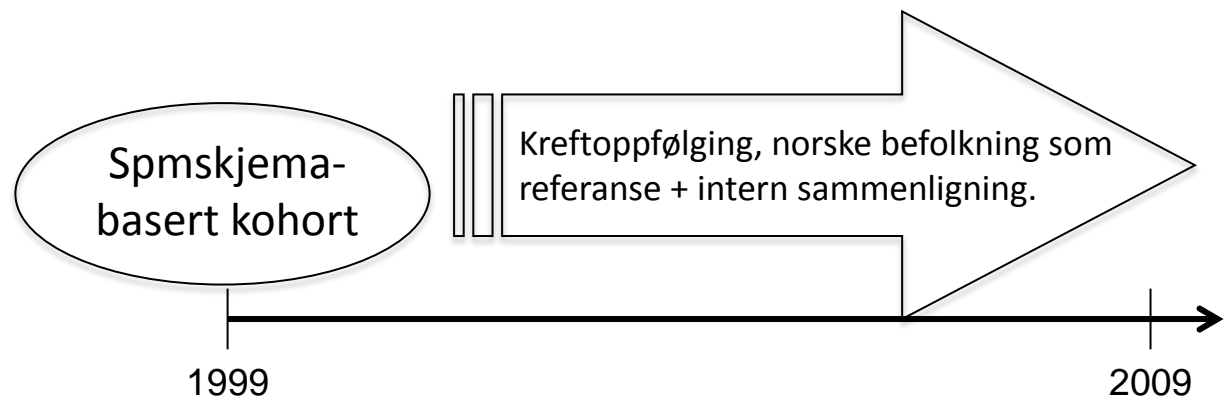 Spmskjema-
basert kohort
Kreftoppfølging, norske befolkning som
referanse + intern sammenligning.
1999
2009